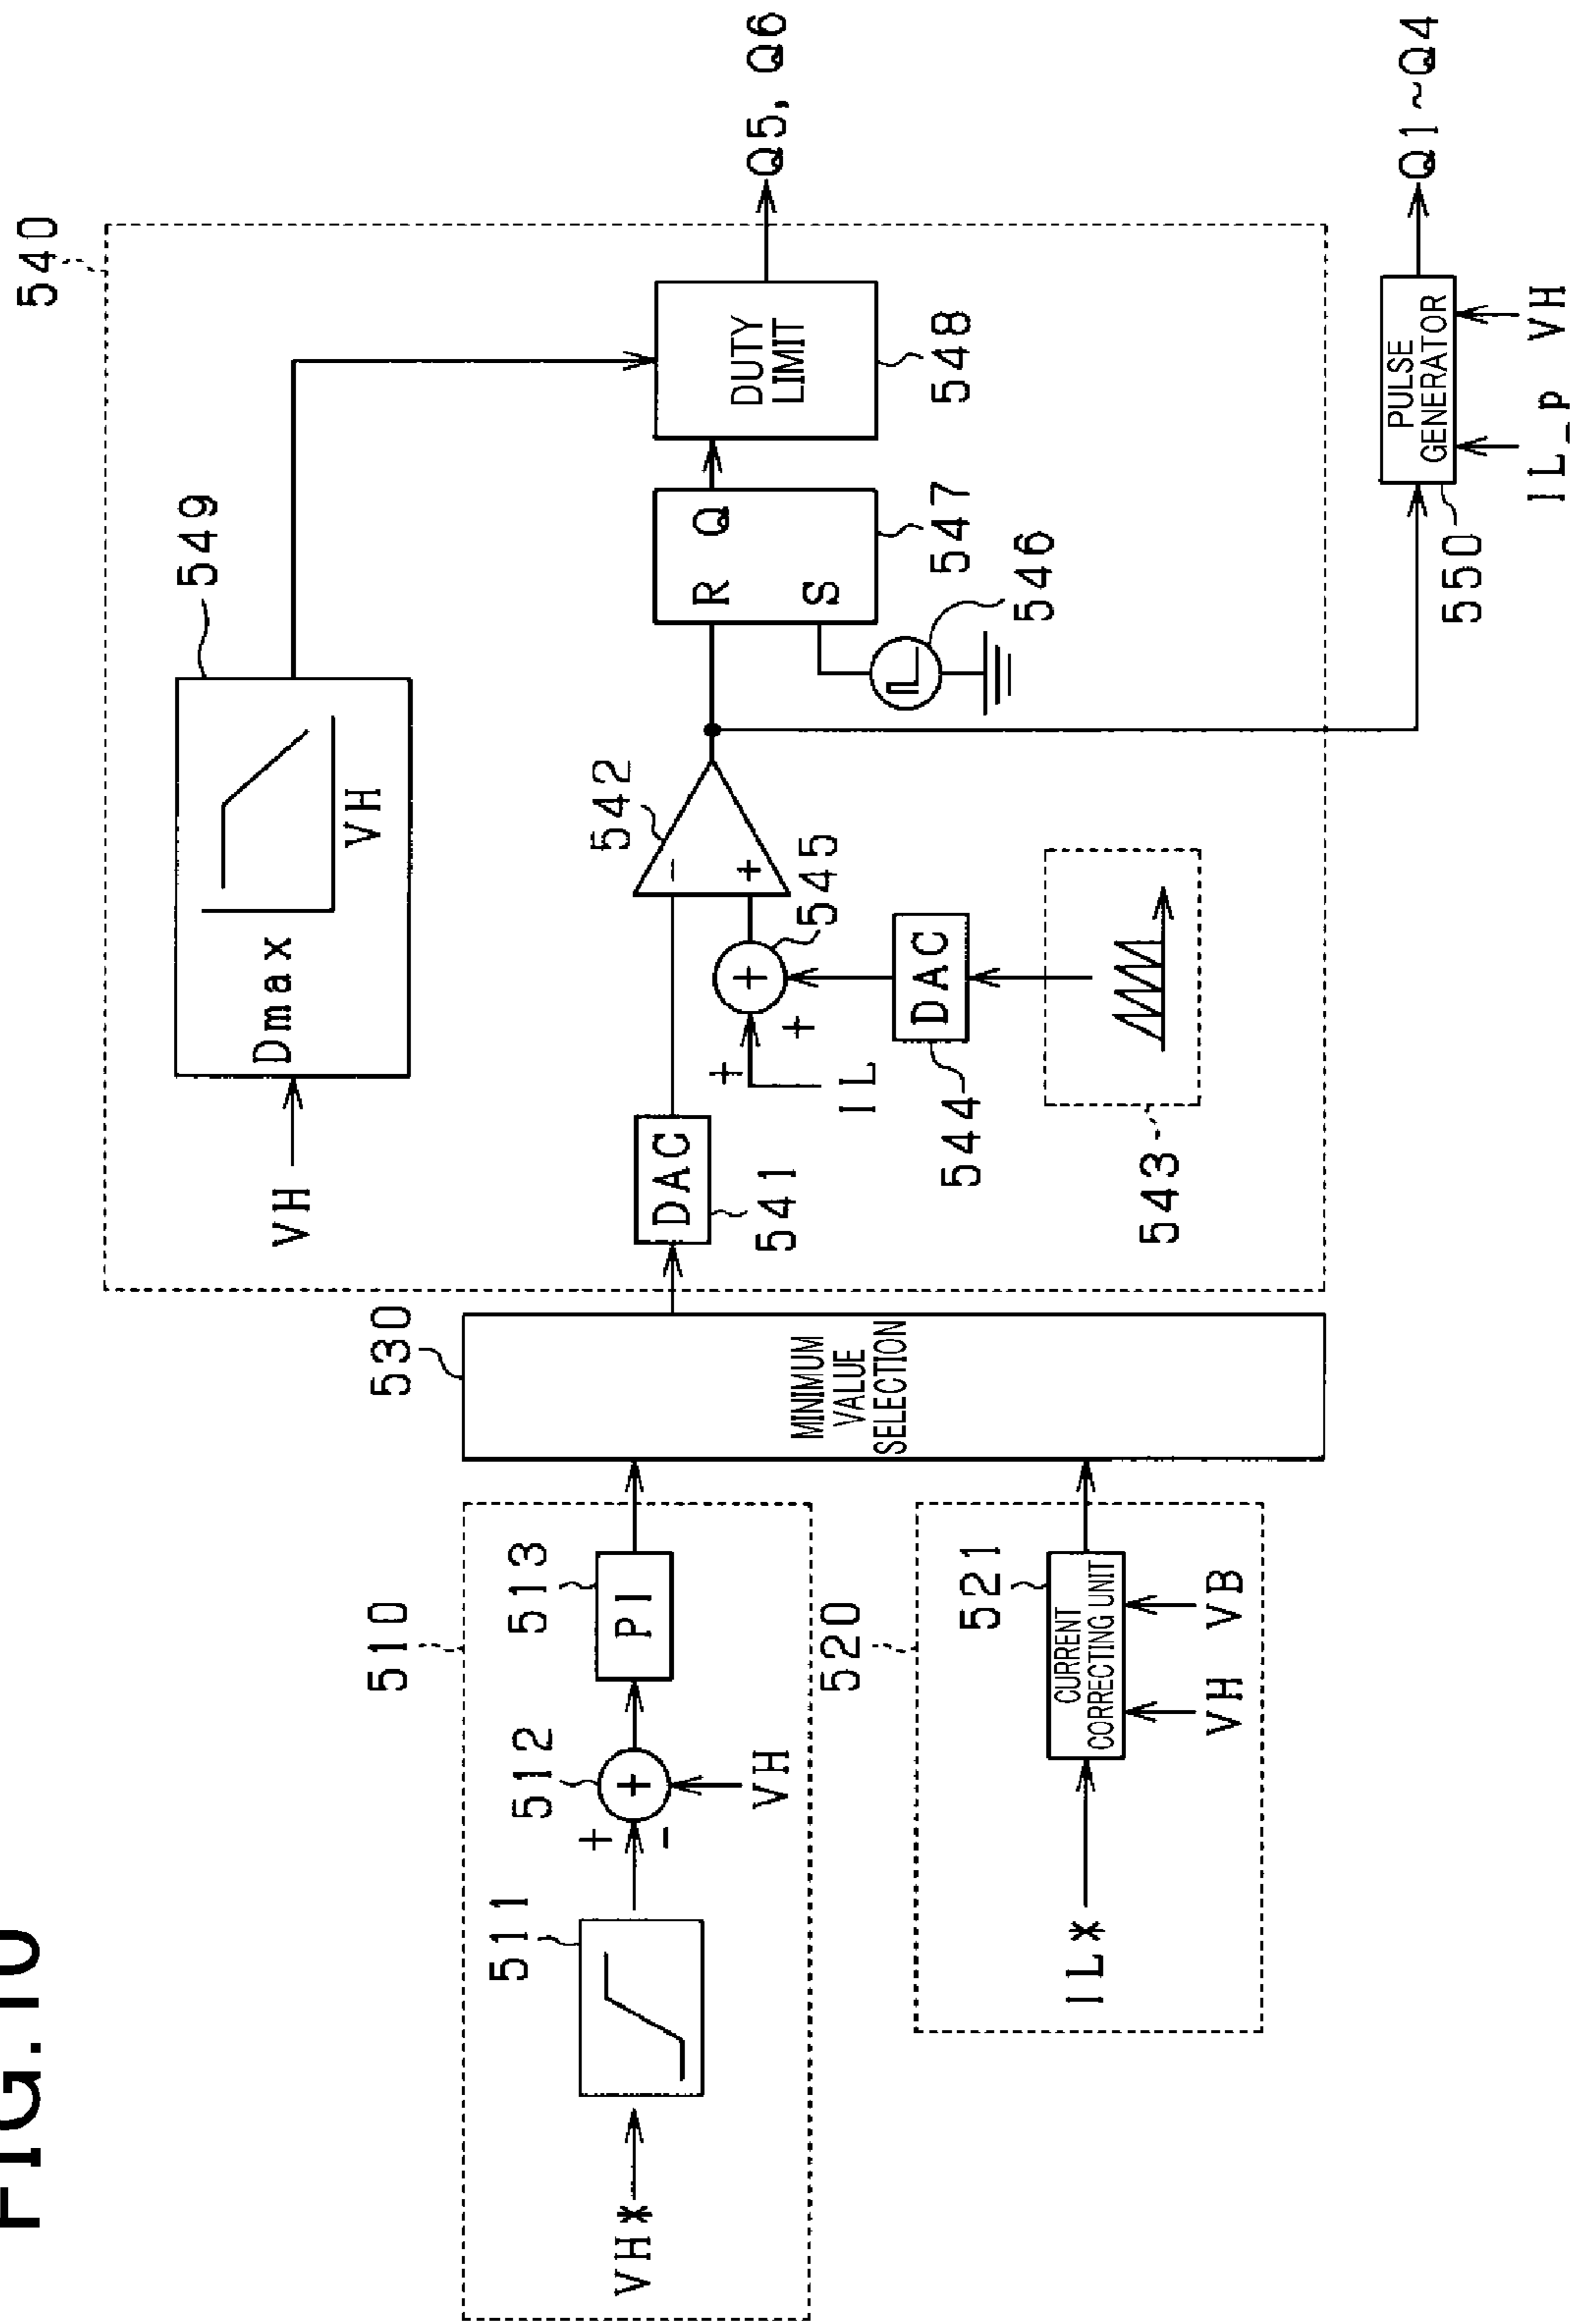 FIG.10
540
549
VH
Dmax
VH
DUTY
LIMIT
548
Q5, Q6
530
MINIMUM
VALUE
SELECTION
DAC
541
542
−
+
545
+
+
+
IL
DAC
544
543
R Q
S
547
546
510
VH*
511
512
+
+
-
VH
513
PI
520
IL*
521
CURRENT
CORRECTING UNIT
VH VB
550
PULSE
GENERATOR
IL_p VH
Q1~Q4